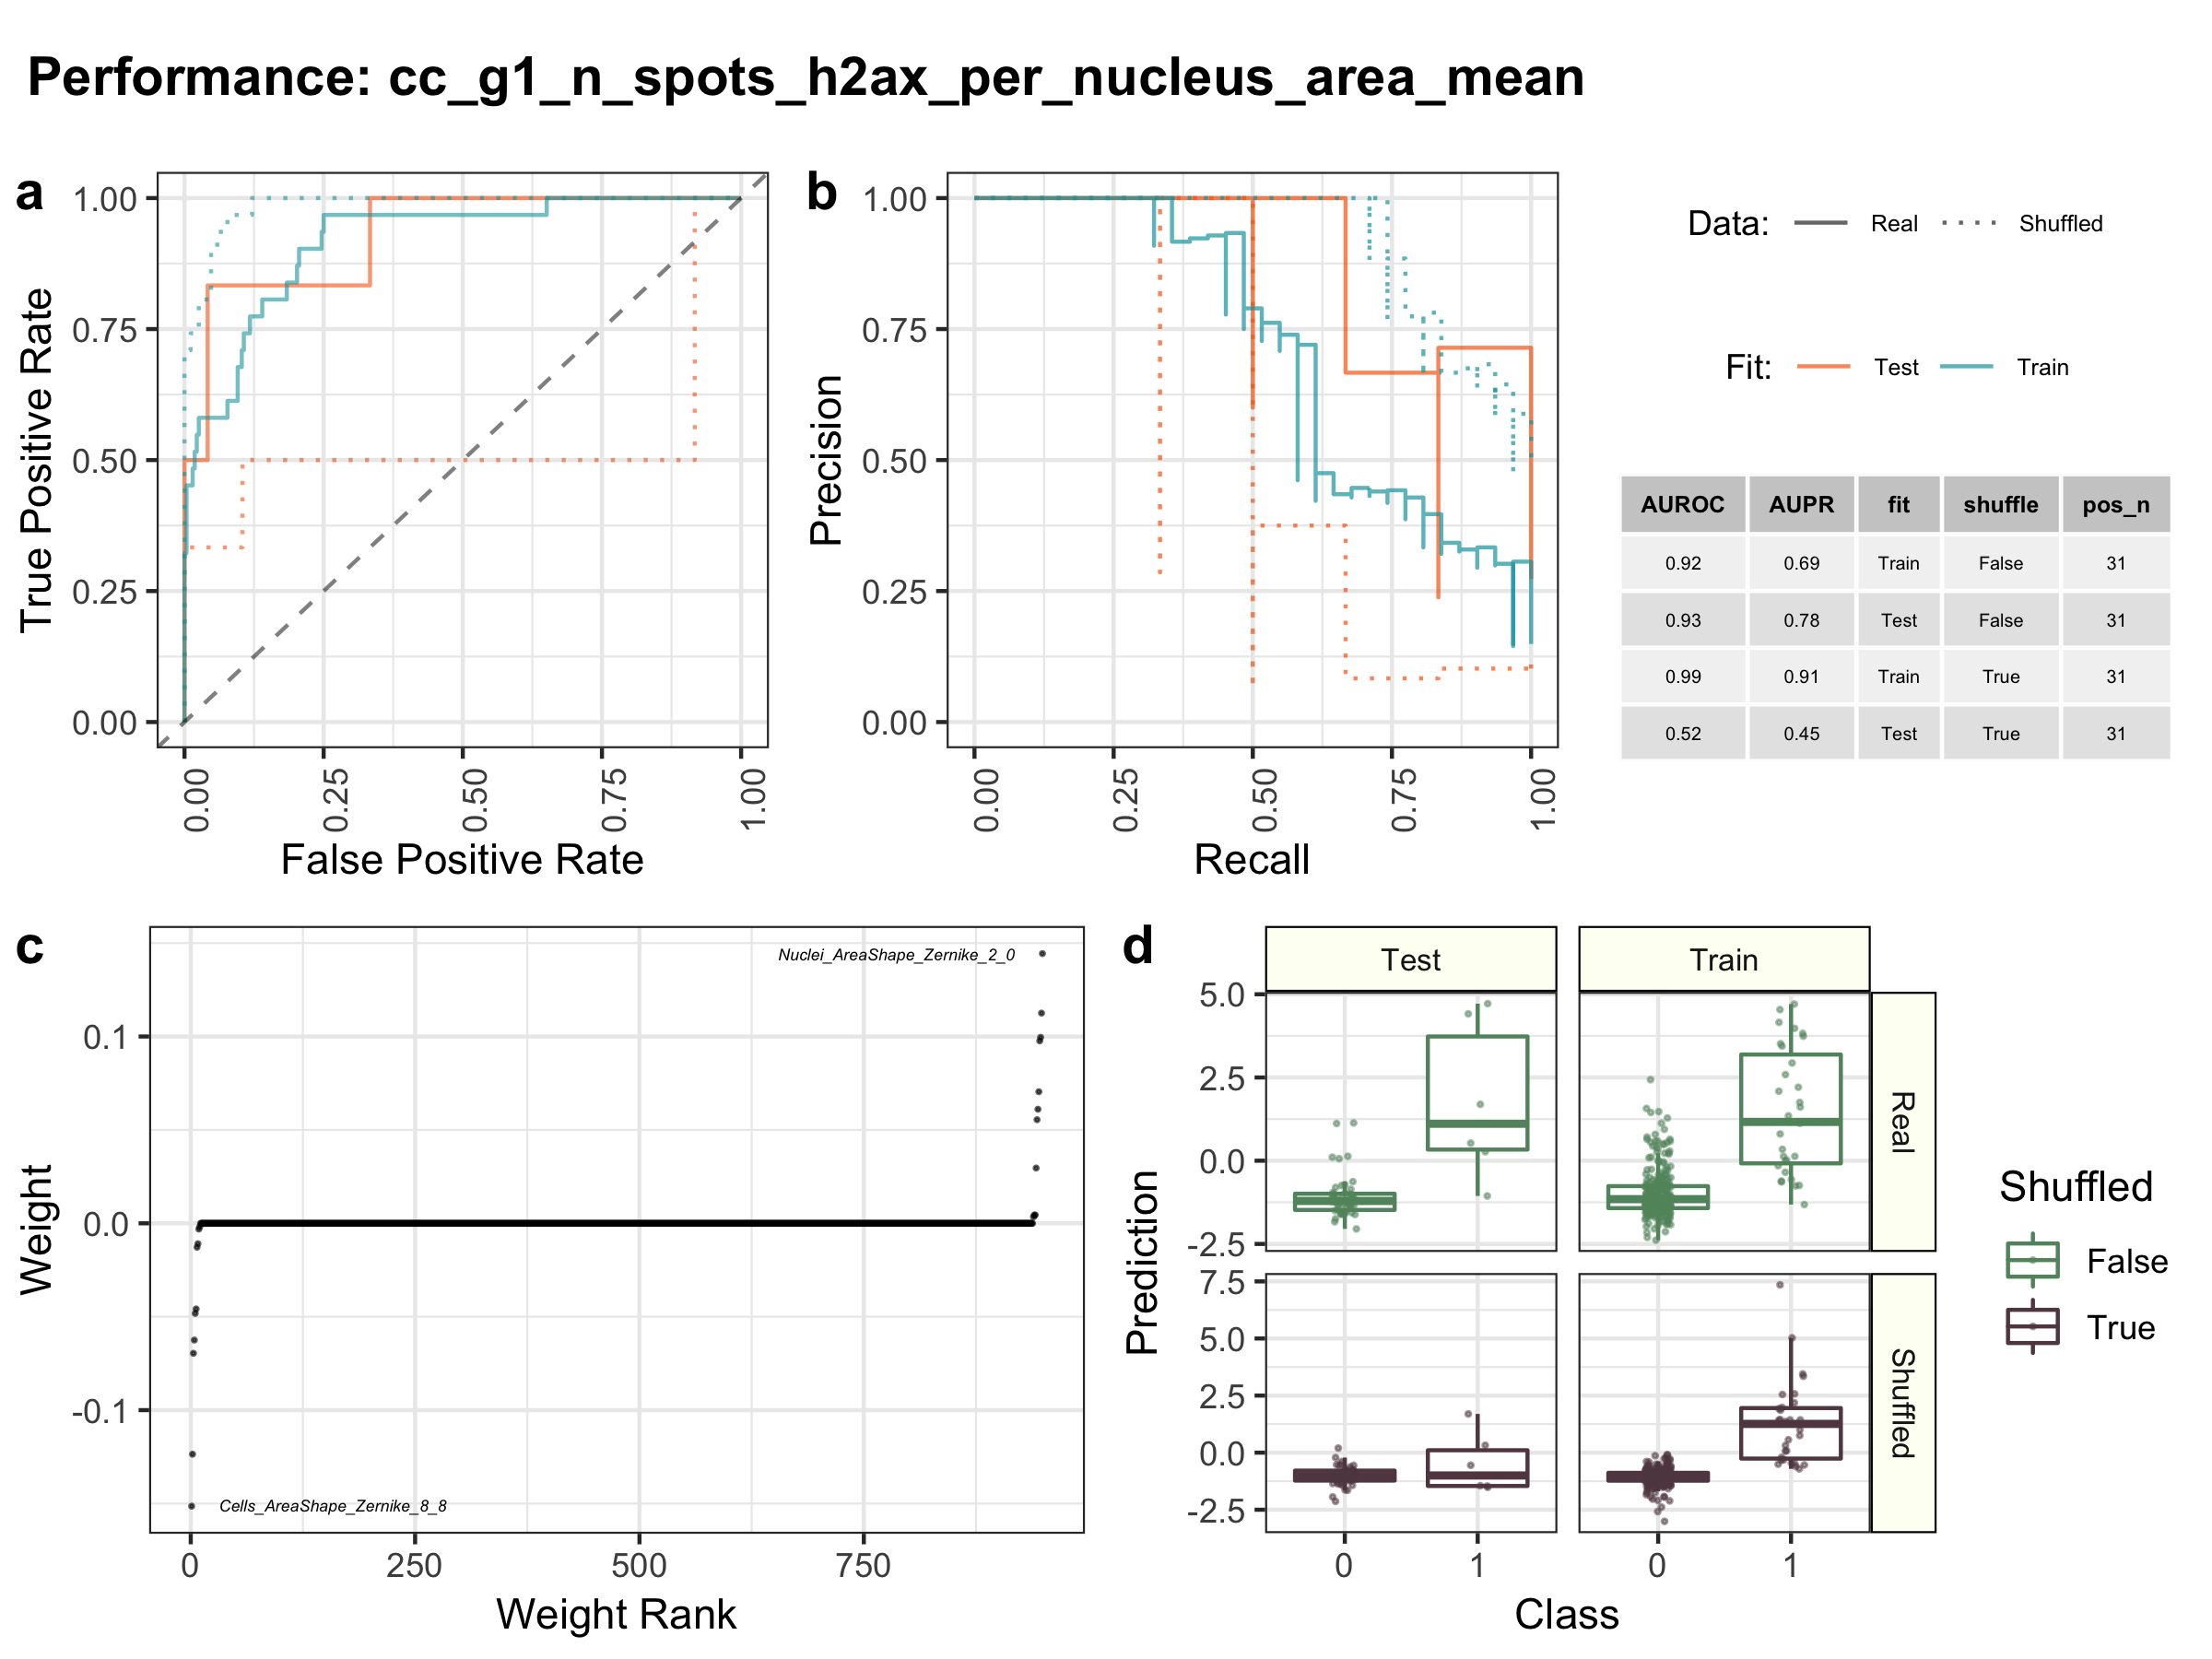 Performance: cc_g1_n_spots_h2ax_per_nucleus_area_mean
a
1.00
0.75
0.50
0.25
0.00
True Positive Rate
0.00
0.25
0.50
0.75
1.00
False Positive Rate
b
1.00
0.75
0.50
0.25
0.00
Precision
0.00
0.25
0.50
0.75
1.00
Recall
Data: Real Shuffled
Fit: Test Train
AUROC AUPR fit shuffle pos_n
0.92 0.69 Train False 31
0.93 0.78 Test False 31
0.99 0.91 Train True 31
0.52 0.45 Test True 31
c
Nuclei_AreaShape_Zernike_2_0
0.1
0.0
-0.1
Weight
Cells_AreaShape_Zernike_8_8
0 250 500 750
Weight Rank
d
Test Train
5.0
2.5
0.0
-2.5
Real
7.5
5.0
2.5
0.0
-2.5
Shuffled
Prediction
0 1 0 1
Class
Shuffled
False
True